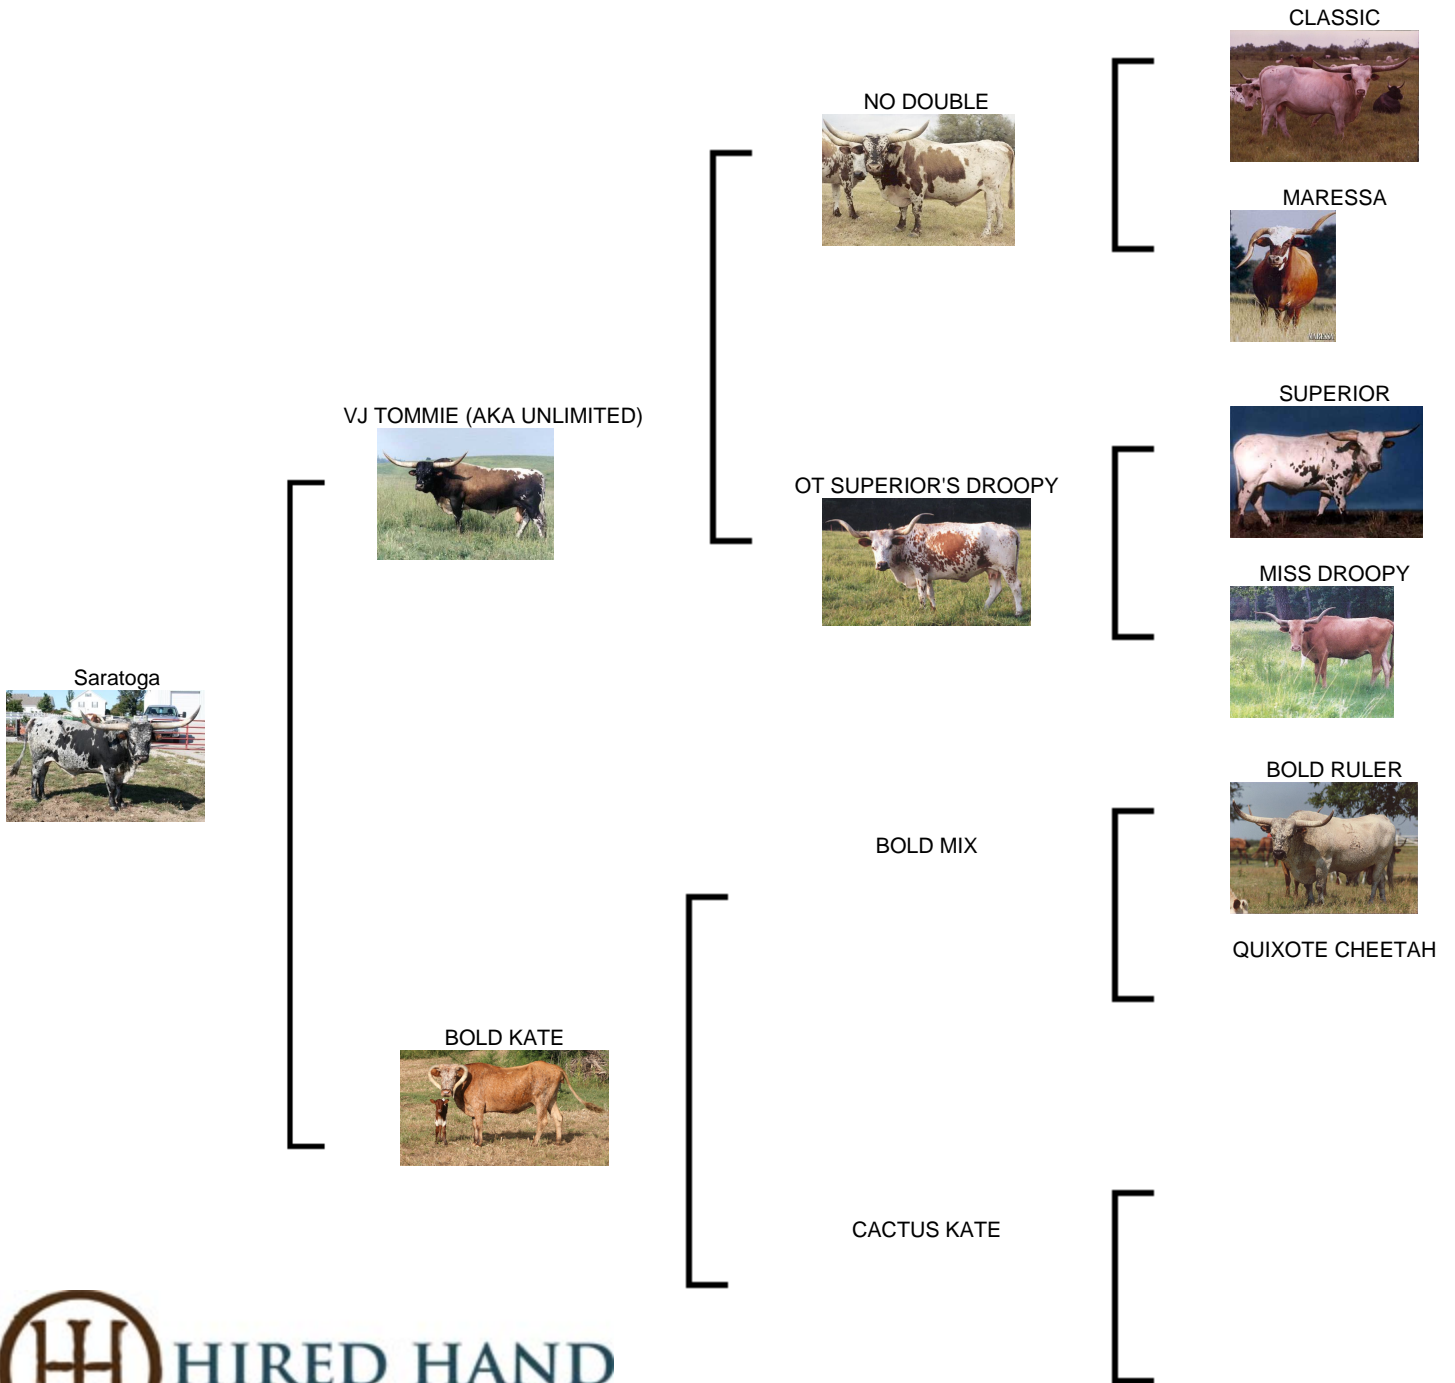 CLASSIC
NO DOUBLE
MARESSA
MARESSA
SUPERIOR
VJ TOMMIE (AKA UNLIMITED)
OT SUPERIOR'S DROOPY
MISS DROOPY
Saratoga
BOLD RULER
BOLD MIX
QUIXOTE CHEETAH
BOLD KATE
CACTUS KATE
HIRED HAND